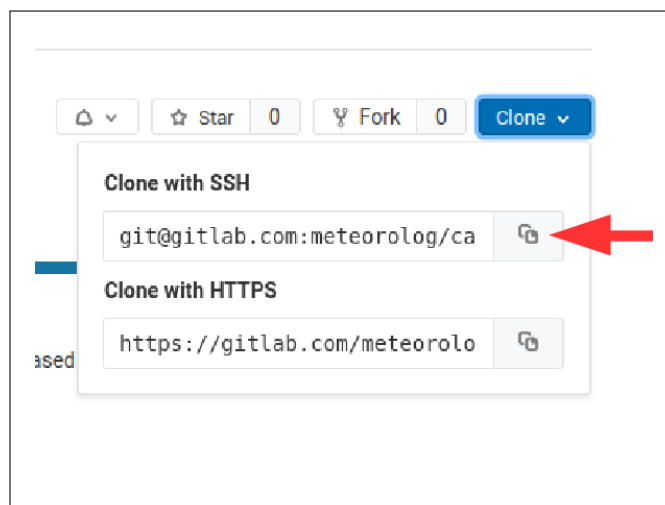 Star 0 Fork 0 Clone
Clone with SSH
git@gitlab.com:meteorolog/ca
Clone with HTTPS
https://gitlab.com/meteorolo
ased